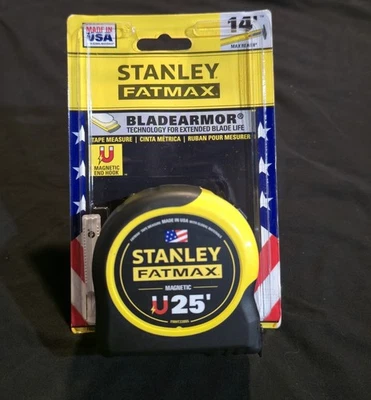 MADE IN
USA
14'
MAX REACH
STANLEY
FATMAX
BLADEARMOR®
TECHNOLOGY FOR EXTENDED BLADE LIFE
TAPE MEASURE | CINTA MÉTRICA | RUBAN POUR MESURER
MAGNETIC
END HOOK
STANLEY
FATMAX
MAGNETIC
25'